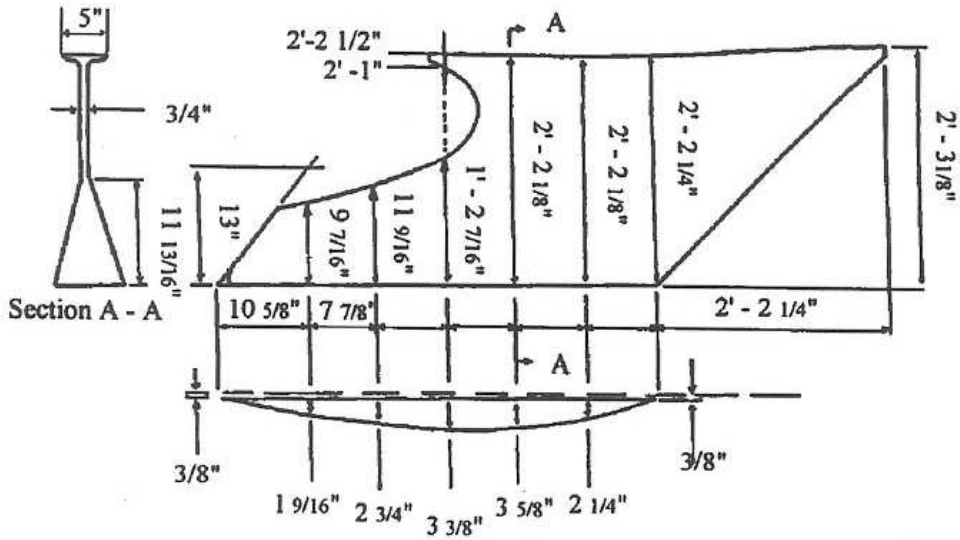 5"
A
2'-2 1/2"
2' -1"
3/4"
11 13/16"
13"
9 7/16"
11 9/16"
1' - 2 7/16"
2' - 2 1/8"
2' - 2 1/8"
2' - 2 1/4"
2' - 3 1/8"
Section A - A
10 5/8"
7 7/8"
2' - 2 1/4"
A
3/8"
3/8"
1 9/16"
2 3/4"
3 3/8"
3 5/8"
2 1/4"